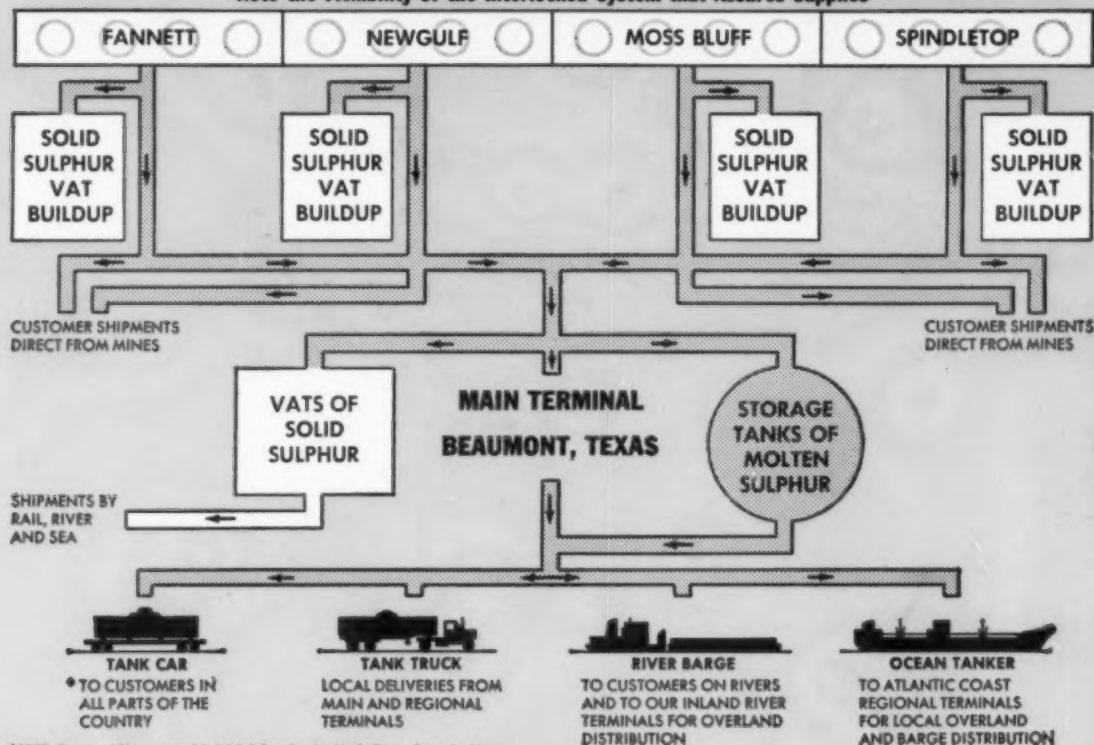 FANNETT
NEWGULF
MOSS BLUFF
SPINDLETOP
SOLID
SULPHUR
VAT
BUILDUP
SOLID
SULPHUR
VAT
BUILDUP
SOLID
SULPHUR
VAT
BUILDUP
SOLID
SULPHUR
VAT
BUILDUP
CUSTOMER SHIPMENTS
DIRECT FROM MINES
CUSTOMER SHIPMENTS
DIRECT FROM MINES
VATS OF
SOLID
SULPHUR
MAIN TERMINAL
BEAUMONT, TEXAS
STORAGE
TANKS OF
MOLTEN
SULPHUR
SHIPMENTS BY
RAIL, RIVER
AND SEA
TANK CAR
* TO CUSTOMERS IN
ALL PARTS OF THE
COUNTRY
TANK TRUCK
LOCAL DELIVERIES FROM
MAIN AND REGIONAL
TERMINALS
RIVER BARGE
TO CUSTOMERS ON RIVERS
AND TO OUR INLAND RIVER
TERMINALS FOR OVERLAND
DISTRIBUTION
OCEAN TANKER
TO ATLANTIC COAST
REGIONAL TERMINALS
FOR LOCAL OVERLAND
AND BARGE DISTRIBUTION